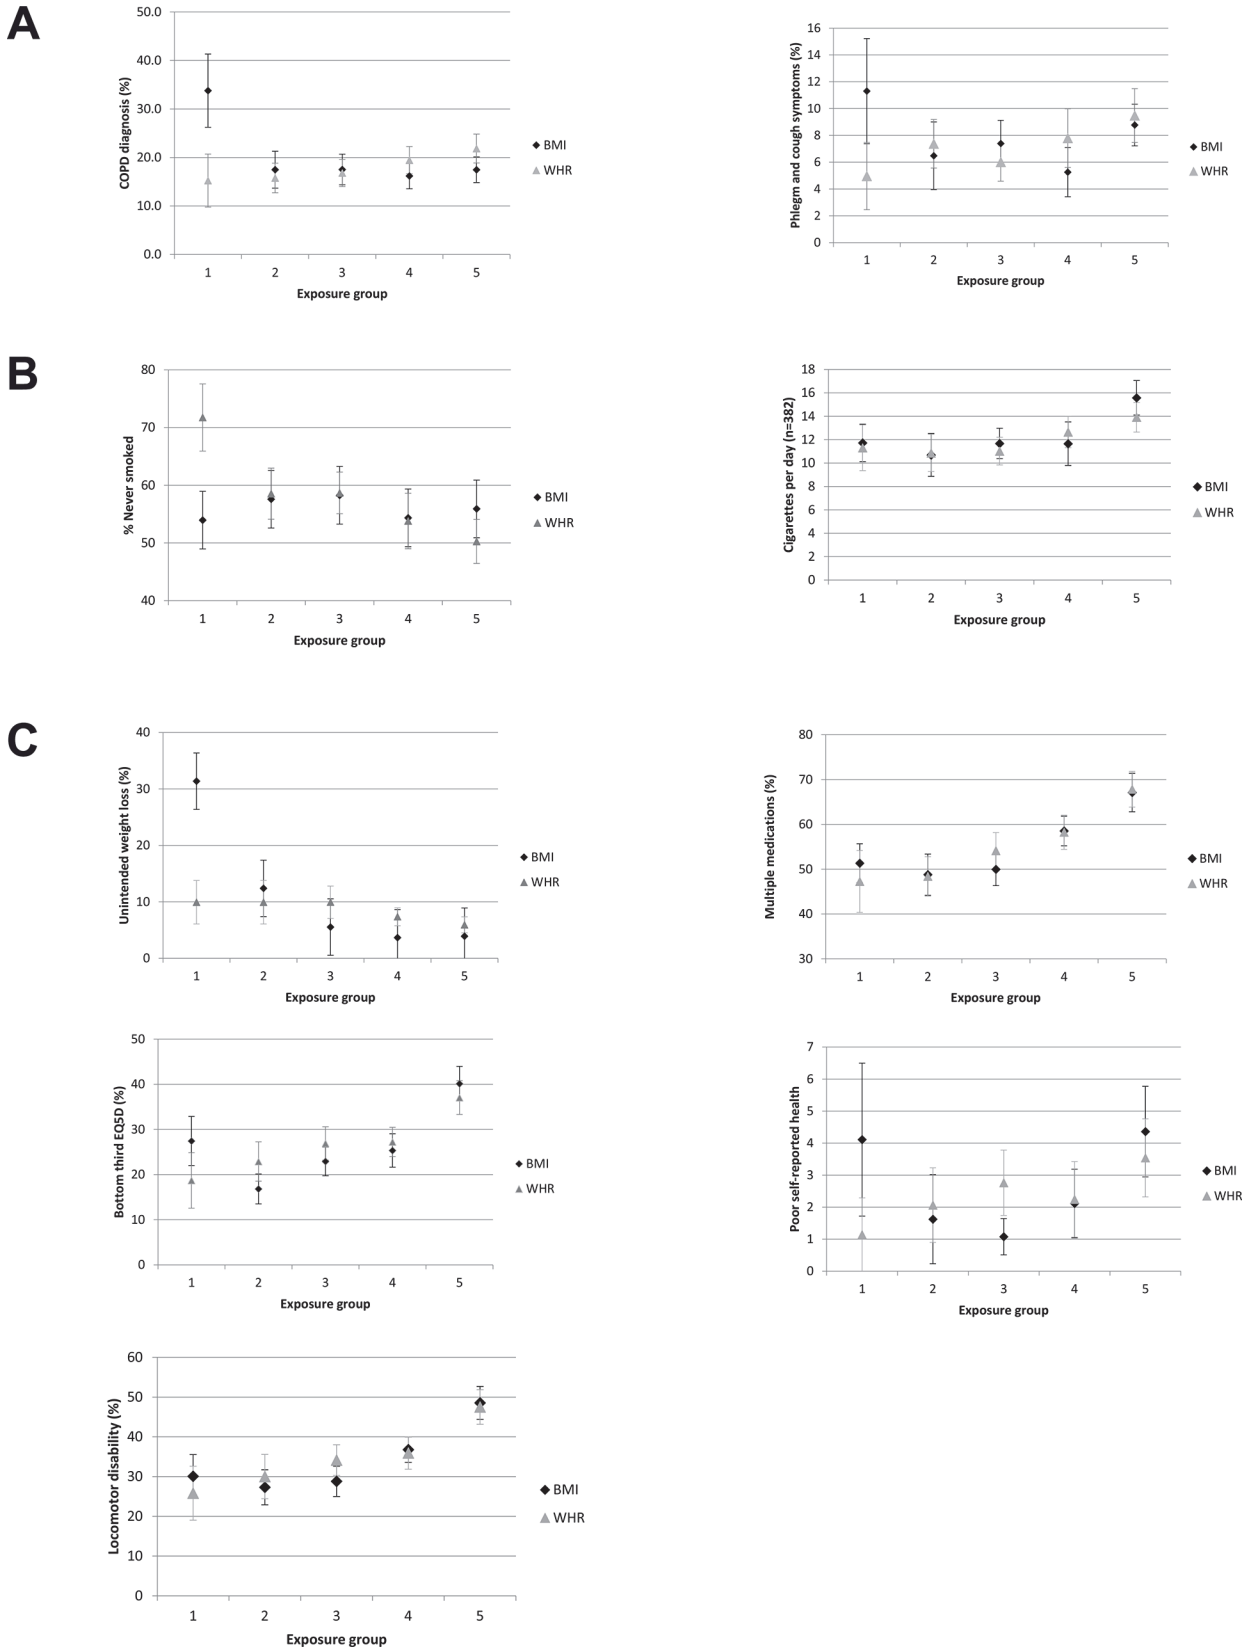 A
COPD diagnosis (%)
50.0
40.0
30.0
20.0
10.0
0.0
1 2 3 4 5
Exposure group
BMI
WHR
Phlegm and cough symptoms (%)
16
14
12
10
8
6
4
2
0
1 2 3 4 5
Exposure group
BMI
WHR
B
% Never smoked
80
70
60
50
40
1 2 3 4 5
Exposure group
BMI
WHR
Cigarettes per day (n=382)
18
16
14
12
10
8
6
4
2
0
1 2 3 4 5
Exposure group
BMI
WHR
C
Unintended weight loss (%)
40
30
20
10
0
1 2 3 4 5
Exposure group
BMI
WHR
Multiple medications (%)
80
70
60
50
40
30
1 2 3 4 5
Exposure group
BMI
WHR
Bottom third EQ5D (%)
50
40
30
20
10
0
1 2 3 4 5
Exposure group
BMI
WHR
Poor self-reported health
7
6
5
4
3
2
1
0
1 2 3 4 5
Exposure group
BMI
WHR
Locomotor disability (%)
60
50
40
30
20
10
0
1 2 3 4 5
Exposure group
BMI
WHR